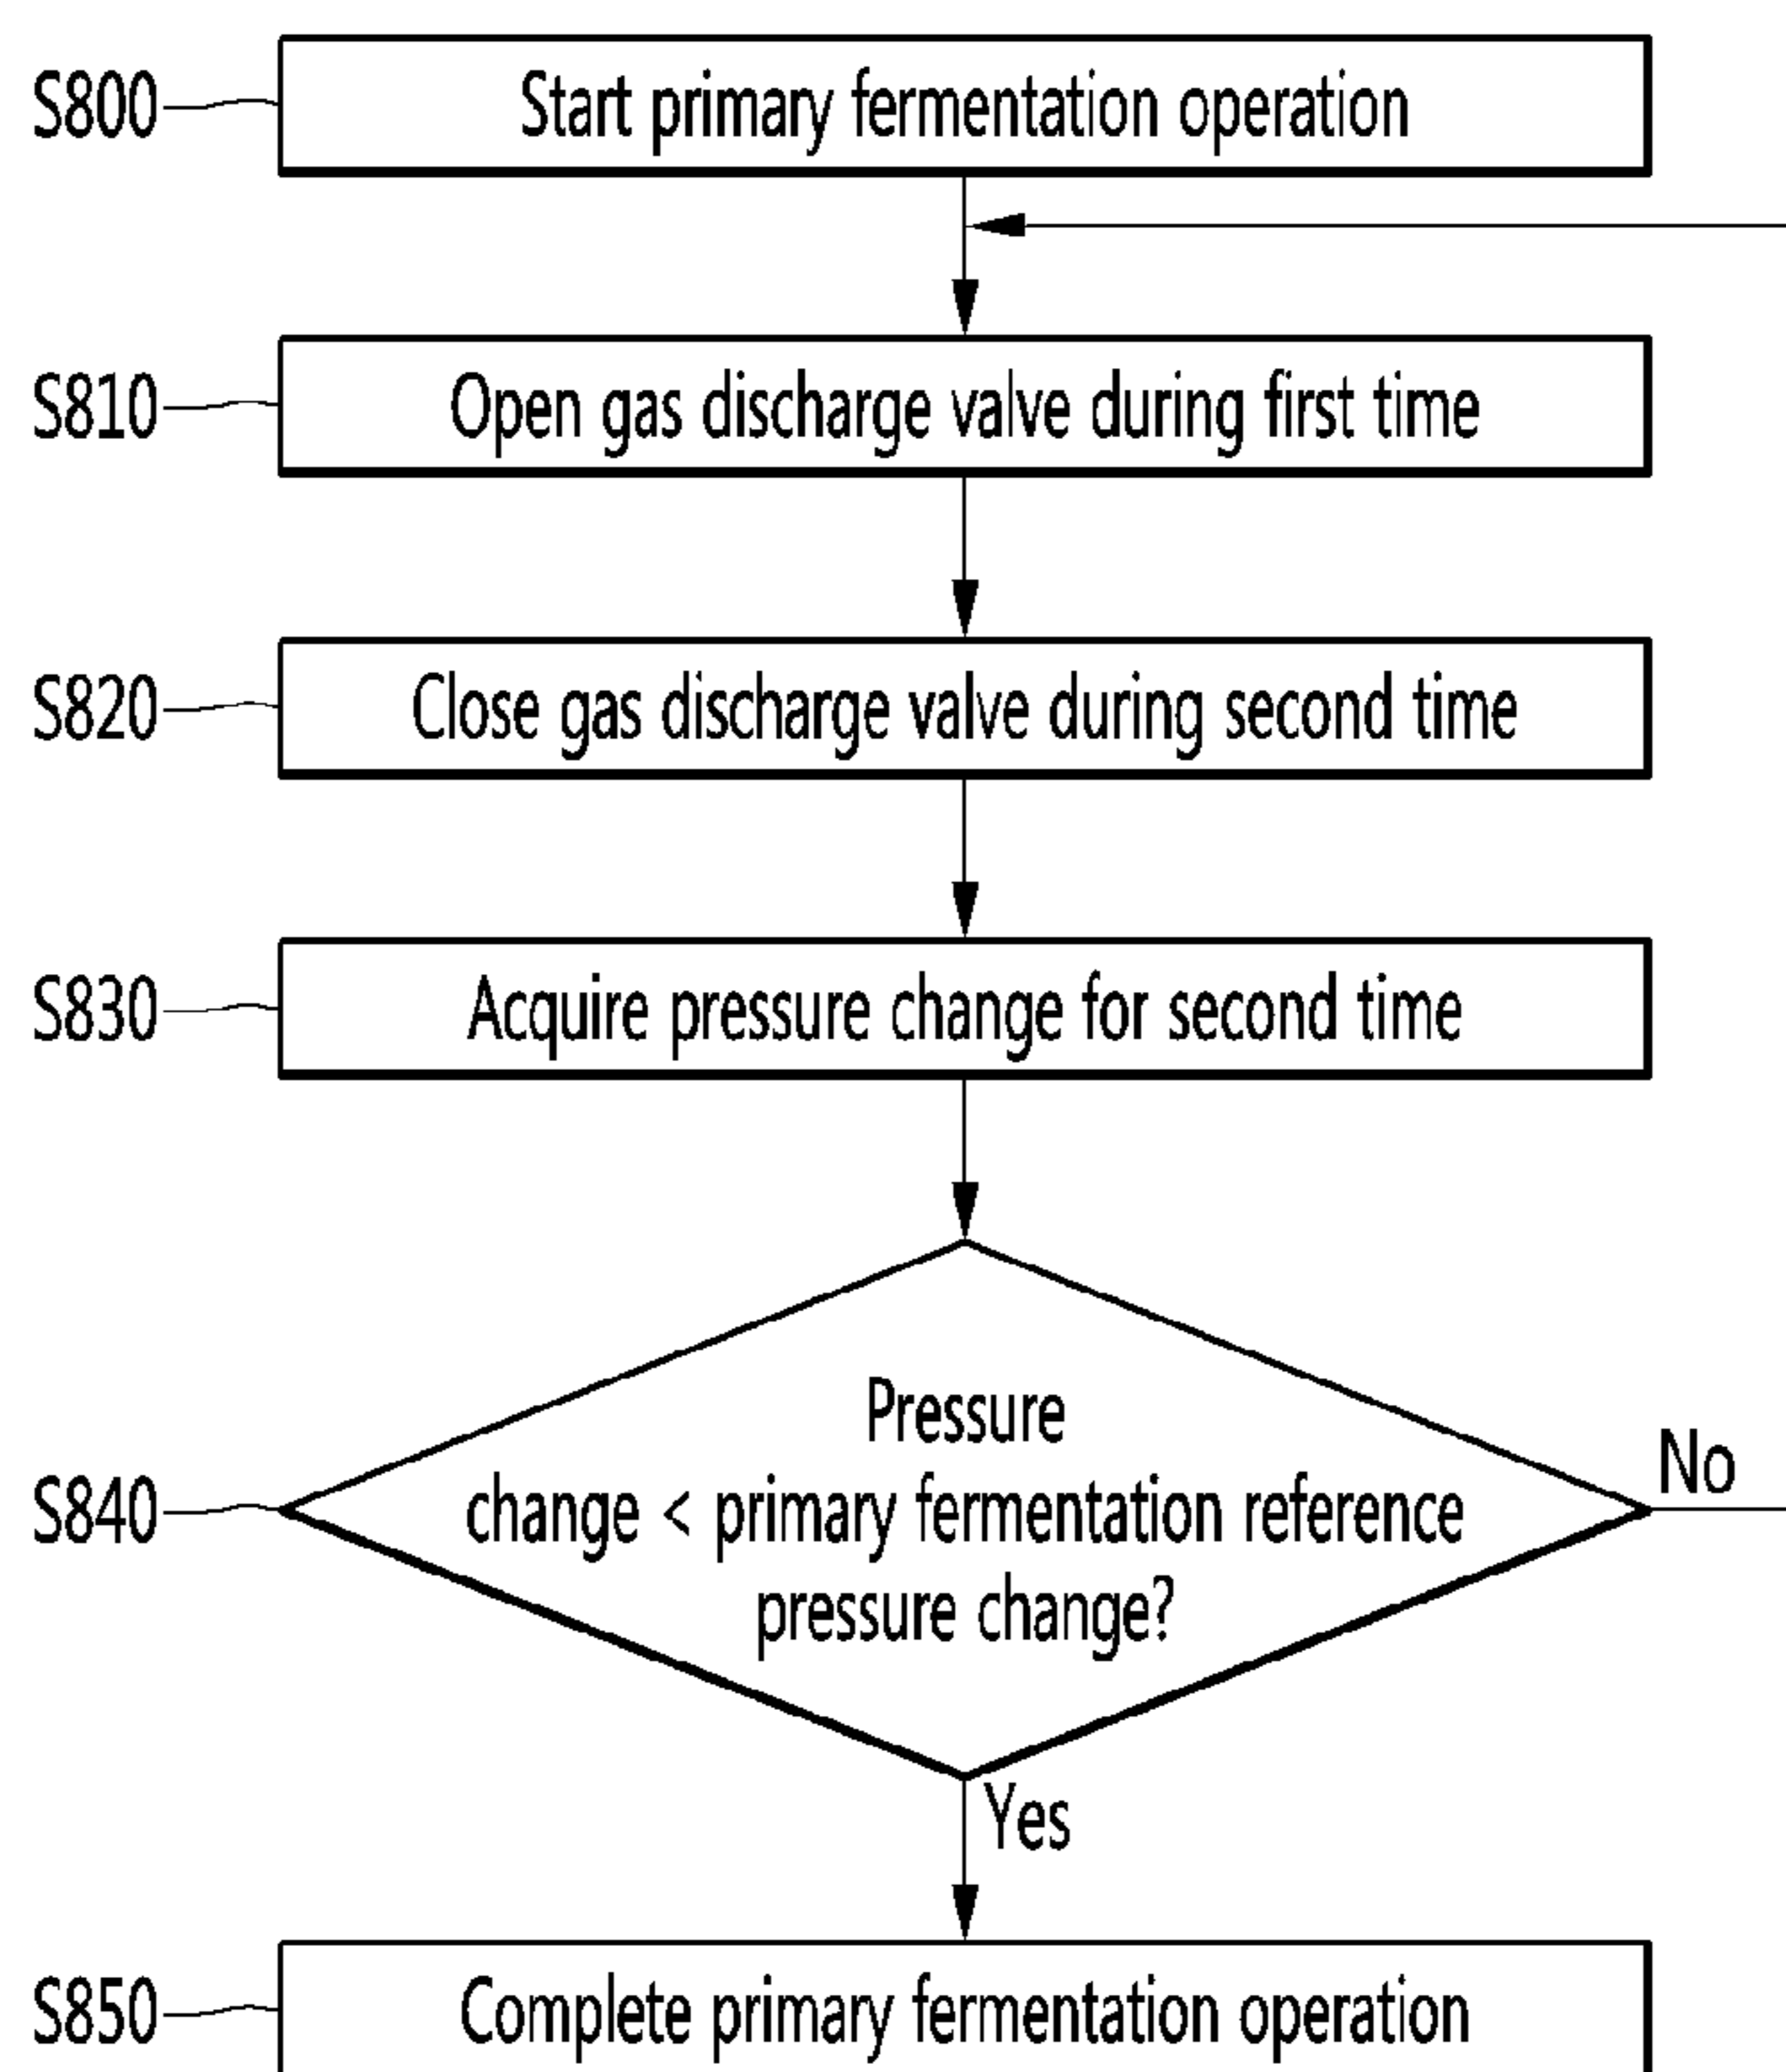 S800
Start primary fermentation operation
S810
Open gas discharge valve during first time
S820
Close gas discharge valve during second time
S830
Acquire pressure change for second time
S840
Pressure
change < primary fermentation reference
pressure change?
No
Yes
S850
Complete primary fermentation operation